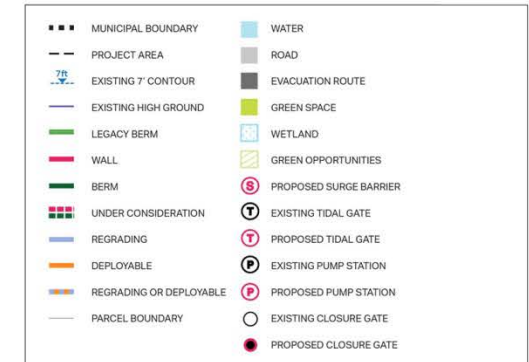 MUNICIPAL BOUNDARY
PROJECT AREA
7ft
EXISTING 7' CONTOUR
EXISTING HIGH GROUND
LEGACY BERM
WALL
BERM
UNDER CONSIDERATION
REGRADING
DEPLOYABLE
REGRADING OR DEPLOYABLE
PARCEL BOUNDARY
WATER
ROAD
EVACUATION ROUTE
GREEN SPACE
WETLAND
GREEN OPPORTUNITIES
S PROPOSED SURGE BARRIER
T EXISTING TIDAL GATE
T PROPOSED TIDAL GATE
P EXISTING PUMP STATION
P PROPOSED PUMP STATION
EXISTING CLOSURE GATE
PROPOSED CLOSURE GATE